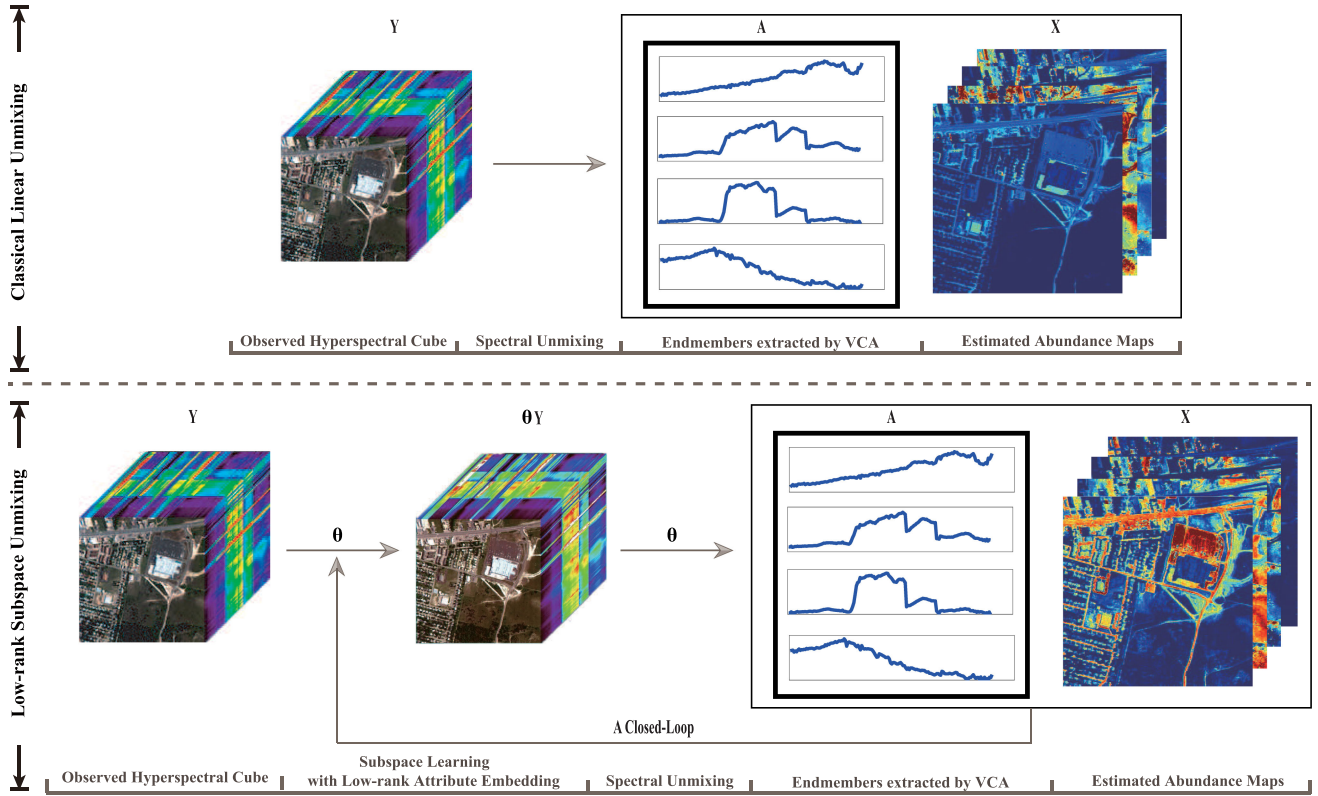 Classical Linear Unmixing
Y
A
X
Observed Hyperspectral Cube
Spectral Unmixing
Endmembers extracted by VCA
Estimated Abundance Maps
Low-rank Subspace Unmixing
Y
θY
A
X
θ
θ
A Closed-Loop
Observed Hyperspectral Cube
Subspace Learning
with Low-rank Attribute Embedding
Spectral Unmixing
Endmembers extracted by VCA
Estimated Abundance Maps